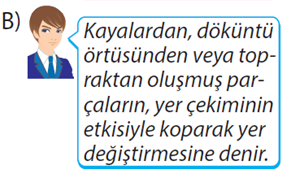 B)
Kayalardan, döküntü
örtüsünden veya top-
raktan oluşmuş par-
çaların, yer çekiminin
etkisiyle koparak yer
değiştirmesine denir.